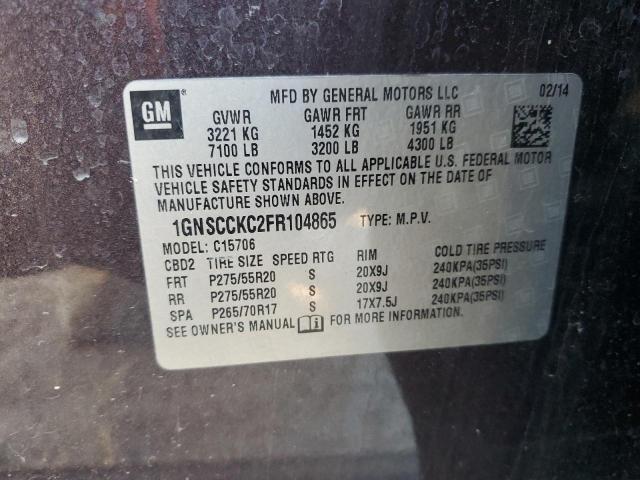 GM ®
MFD BY GENERAL MOTORS LLC 02/14
GVWR GAWR FRT GAWR RR
3221 KG 1452 KG 1951 KG
7100 LB 3200 LB 4300 LB
THIS VEHICLE CONFORMS TO ALL APPLICABLE U.S. FEDERAL MOTOR
VEHICLE SAFETY STANDARDS IN EFFECT ON THE DATE OF
MANUFACTURE SHOWN ABOVE.
1GNSCCKC2FR104865 TYPE: M.P.V.
MODEL: C15706
CBD2 TIRE SIZE SPEED RTG RIM COLD TIRE PRESSURE
FRT P275/55R20 S 20X9J 240KPA(35PSI)
RR P275/55R20 S 20X9J 240KPA(35PSI)
SPA P265/70R17 S 17X7.5J 240KPA(35PSI)
SEE OWNER'S MANUAL FOR MORE INFORMATION.